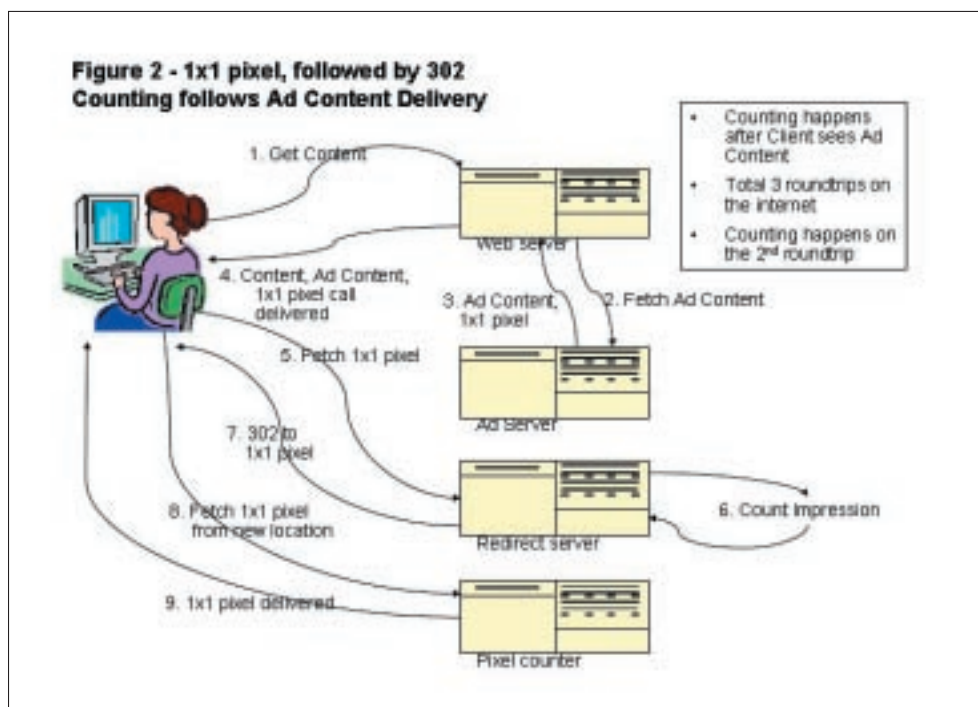 Figure 2 - 1x1 pixel, followed by 302
Counting follows Ad Content Delivery
• Counting happens
after Client sees Ad
Content
• Total 3 roundtrips on
the internet
• Counting happens on
the 2nd roundtrip
1. Get Content
Web server
4. Content, Ad Content,
1x1 pixel call
delivered
3. Ad Content,
1x1 pixel
2. Fetch Ad Content
5. Fetch 1x1 pixel
Ad Server
7. 302 to
1x1 pixel
6. Count Impression
8. Fetch 1x1 pixel
from new location
Redirect server
9. 1x1 pixel delivered
Pixel counter